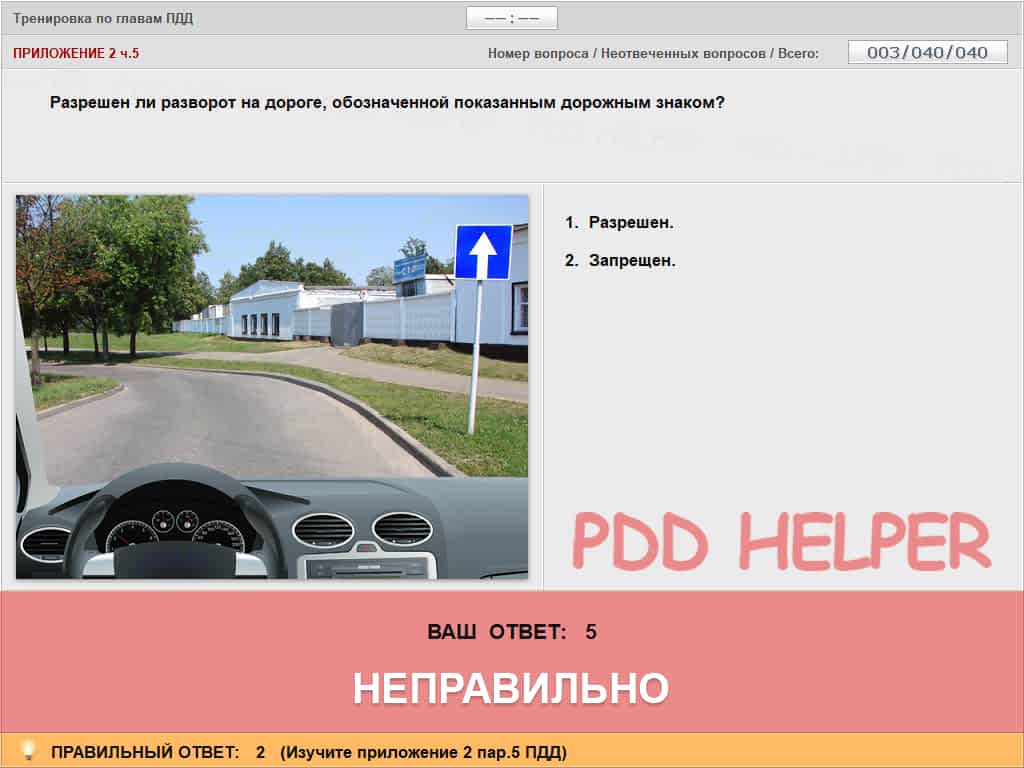 Тренировка по главам ПДД
–– : ––
ПРИЛОЖЕНИЕ 2 ч.5
Номер вопроса / Неотвеченных вопросов / Всего:
003/040/040
Разрешен ли разворот на дороге, обозначенной показанным дорожным знаком?
1. Разрешен.
2. Запрещен.
PDD HELPER
ВАШ ОТВЕТ: 5
НЕПРАВИЛЬНО
ПРАВИЛЬНЫЙ ОТВЕТ: 2 (Изучите приложение 2 пар.5 ПДД)